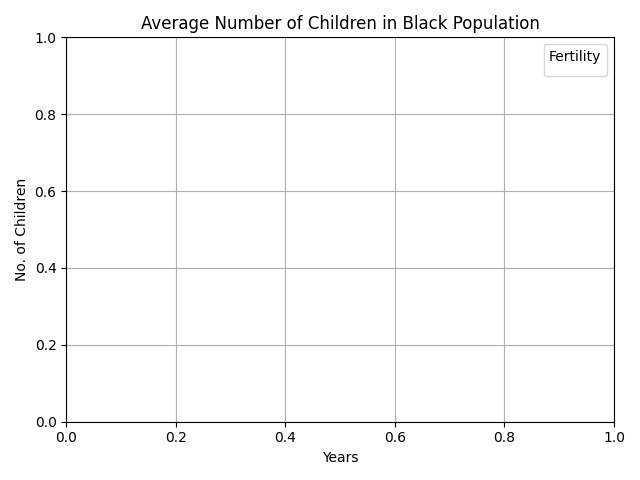 Average Number of Children in Black Population
Fertility
No. of Children
1.0
0.8
0.6
0.4
0.2
0.0
0.0 0.2 0.4 0.6 0.8 1.0
Years